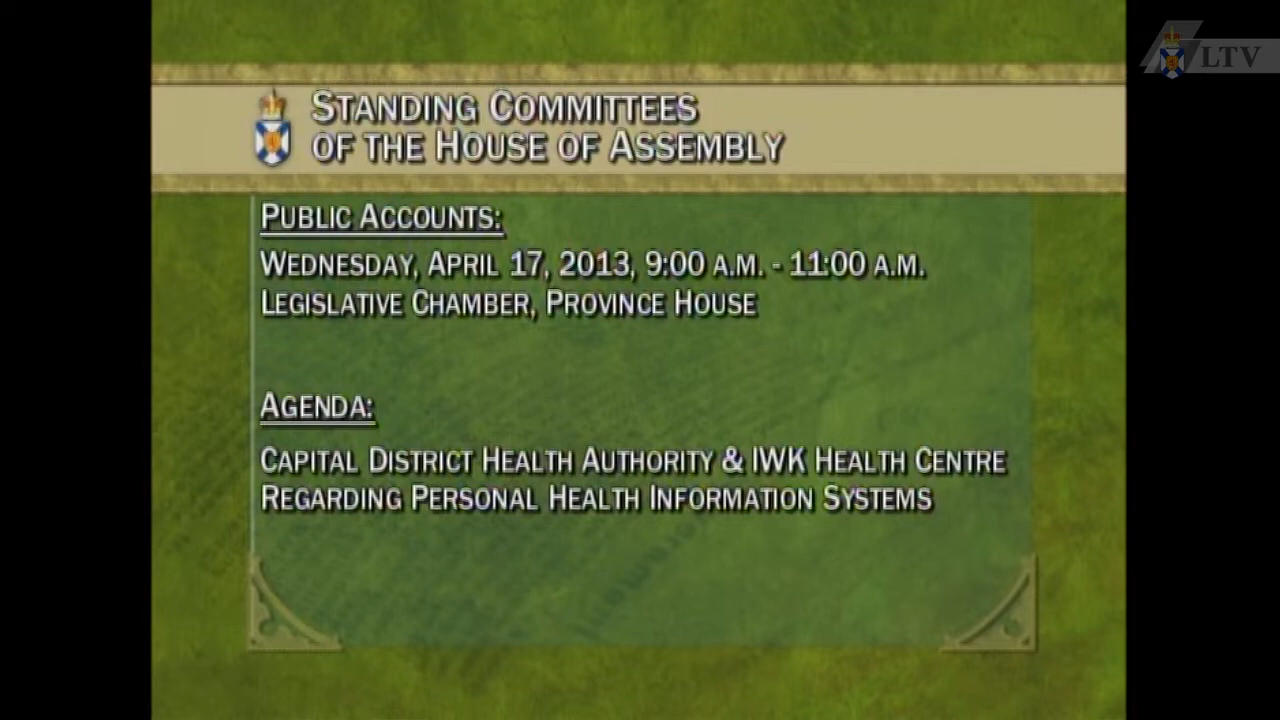 LTV
STANDING COMMITTEES
OF THE HOUSE OF ASSEMBLY
PUBLIC ACCOUNTS:
WEDNESDAY, APRIL 17, 2013, 9:00 A.M. - 11:00 A.M.
LEGISLATIVE CHAMBER, PROVINCE HOUSE
AGENDA:
CAPITAL DISTRICT HEALTH AUTHORITY & IWK HEALTH CENTRE
REGARDING PERSONAL HEALTH INFORMATION SYSTEMS